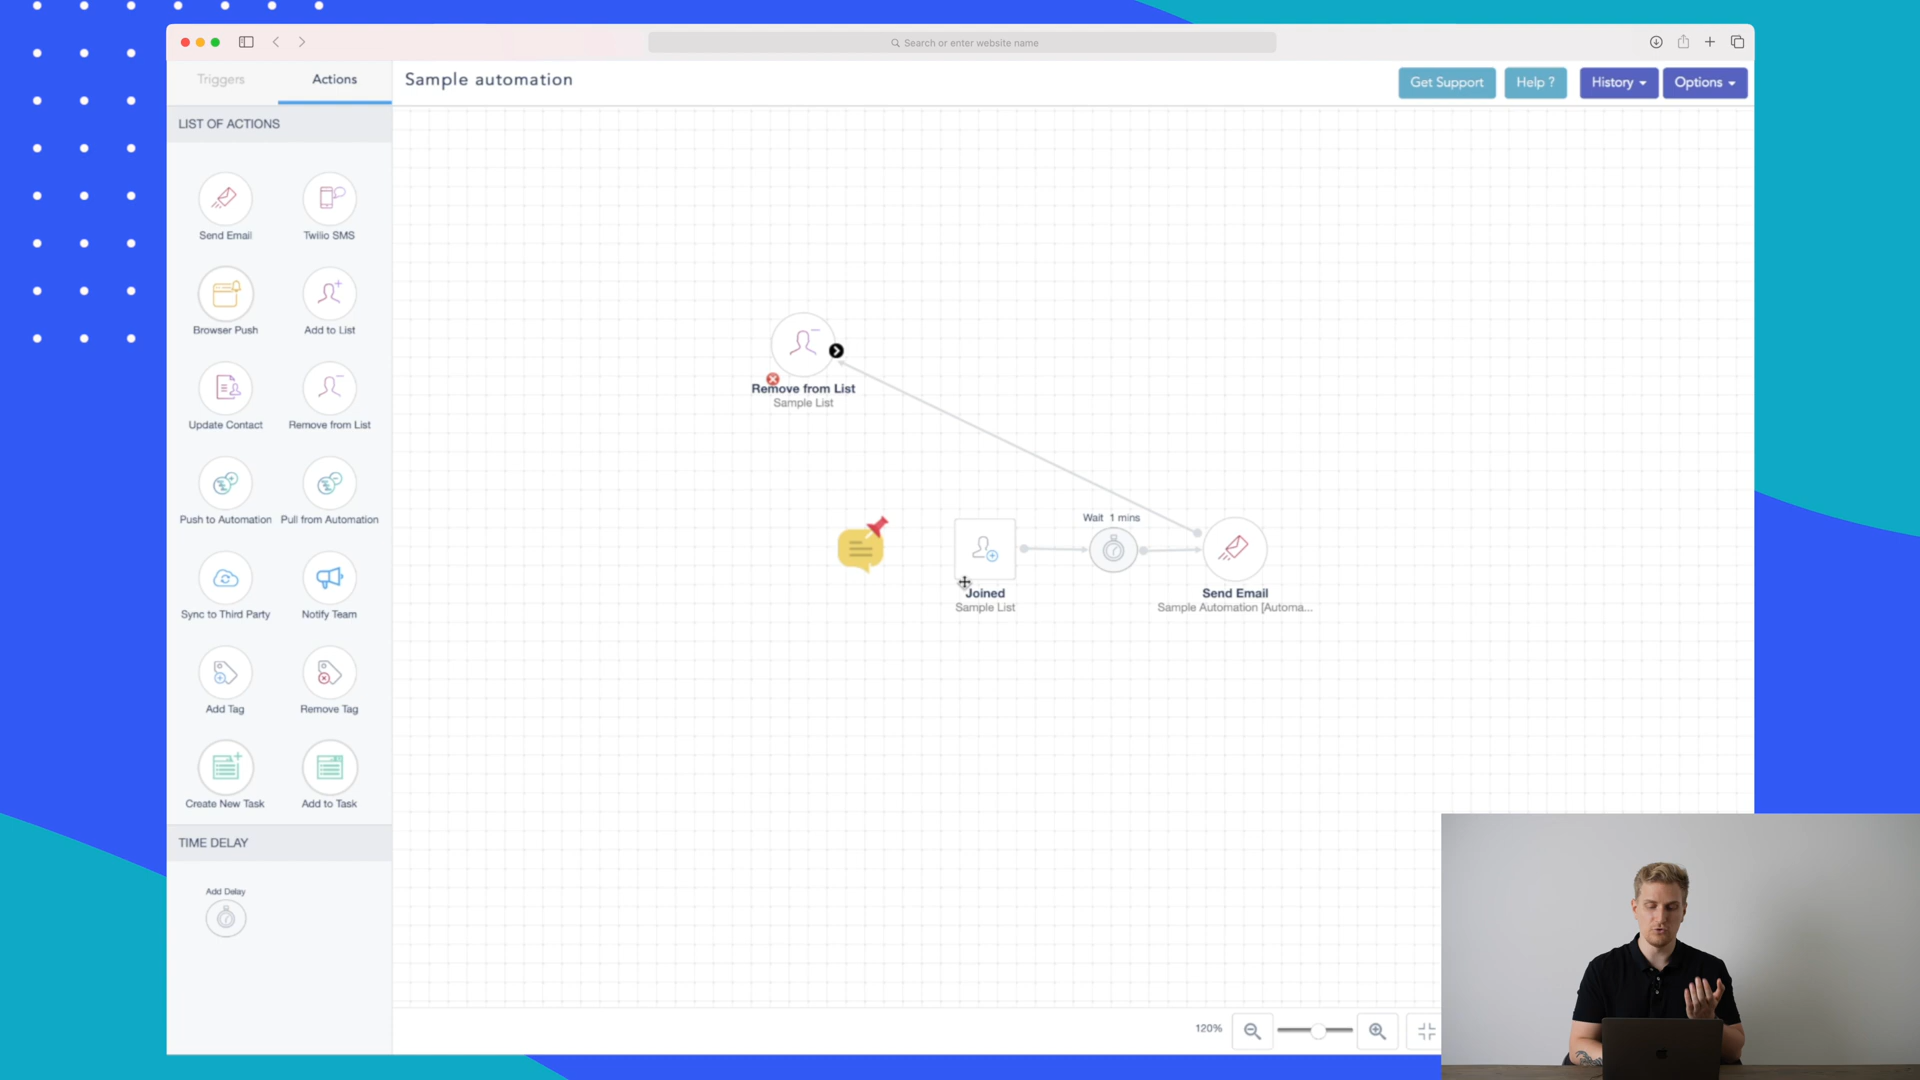 Search or enter website name
Triggers
Actions
Sample automation
Get Support
Help ?
History
Options
LIST OF ACTIONS
Send Email
Twilio SMS
Browser Push
Add to List
Update Contact
Remove from List
Push to Automation
Pull from Automation
Sync to Third Party
Notify Team
Add Tag
Remove Tag
Create New Task
Add to Task
TIME DELAY
Add Delay
Remove from List
Sample List
Wait 1 mins
Joined
Sample List
Send Email
Sample Automation [Automa...
120%